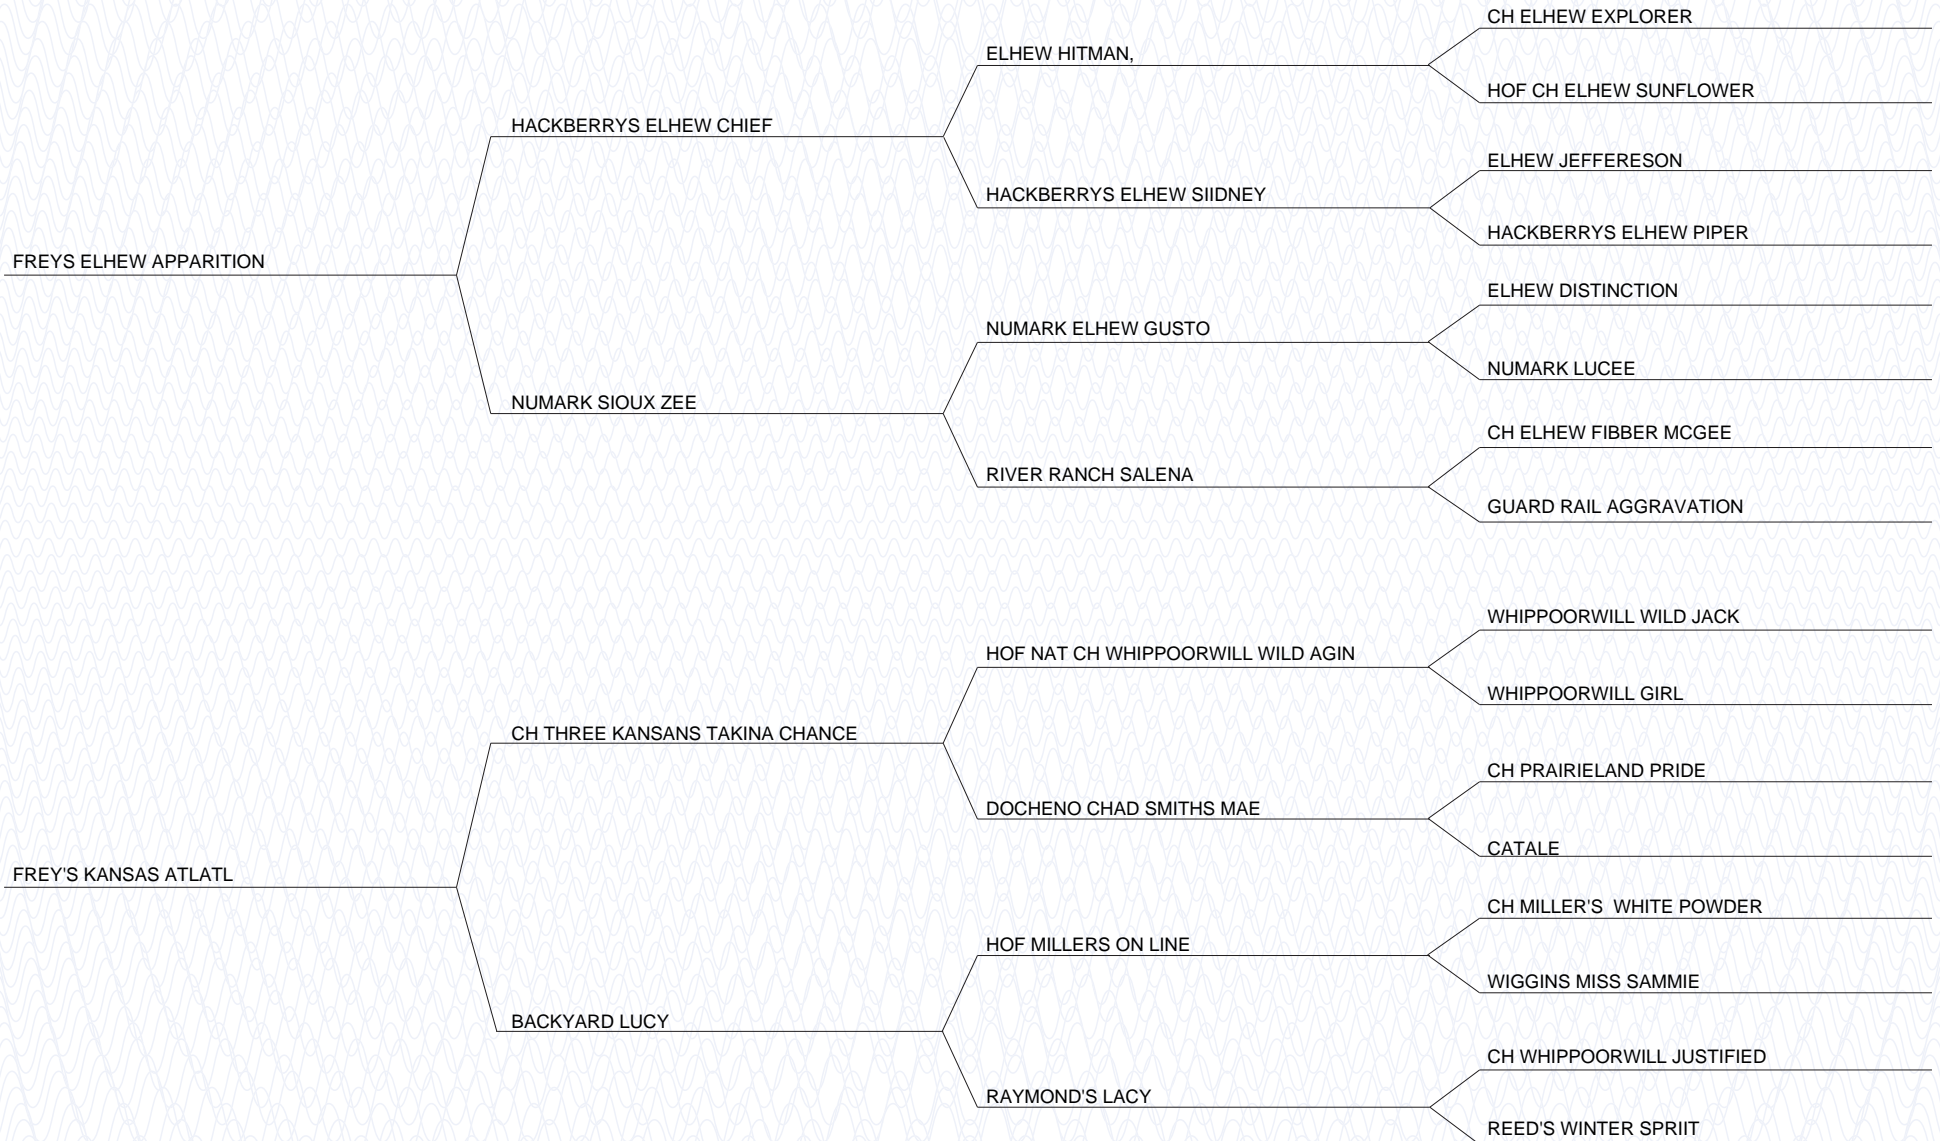 CH ELHEW EXPLORER
ELHEW HITMAN,
HOF CH ELHEW SUNFLOWER
HACKBERRYS ELHEW CHIEF
ELHEW JEFFERESON
HACKBERRYS ELHEW SIIDNEY
HACKBERRYS ELHEW PIPER
FREYS ELHEW APPARITION
ELHEW DISTINCTION
NUMARK ELHEW GUSTO
NUMARK LUCEE
NUMARK SIOUX ZEE
CH ELHEW FIBBER MCGEE
RIVER RANCH SALENA
GUARD RAIL AGGRAVATION
WHIPPOORWILL WILD JACK
HOF NAT CH WHIPPOORWILL WILD AGIN
WHIPPOORWILL GIRL
CH THREE KANSANS TAKINA CHANCE
CH PRAIRIELAND PRIDE
DOCHENO CHAD SMITHS MAE
CATALE
FREY'S KANSAS ATLATL
CH MILLER'S  WHITE POWDER
HOF MILLERS ON LINE
WIGGINS MISS SAMMIE
BACKYARD LUCY
CH WHIPPOORWILL JUSTIFIED
RAYMOND'S LACY
REED'S WINTER SPRIIT